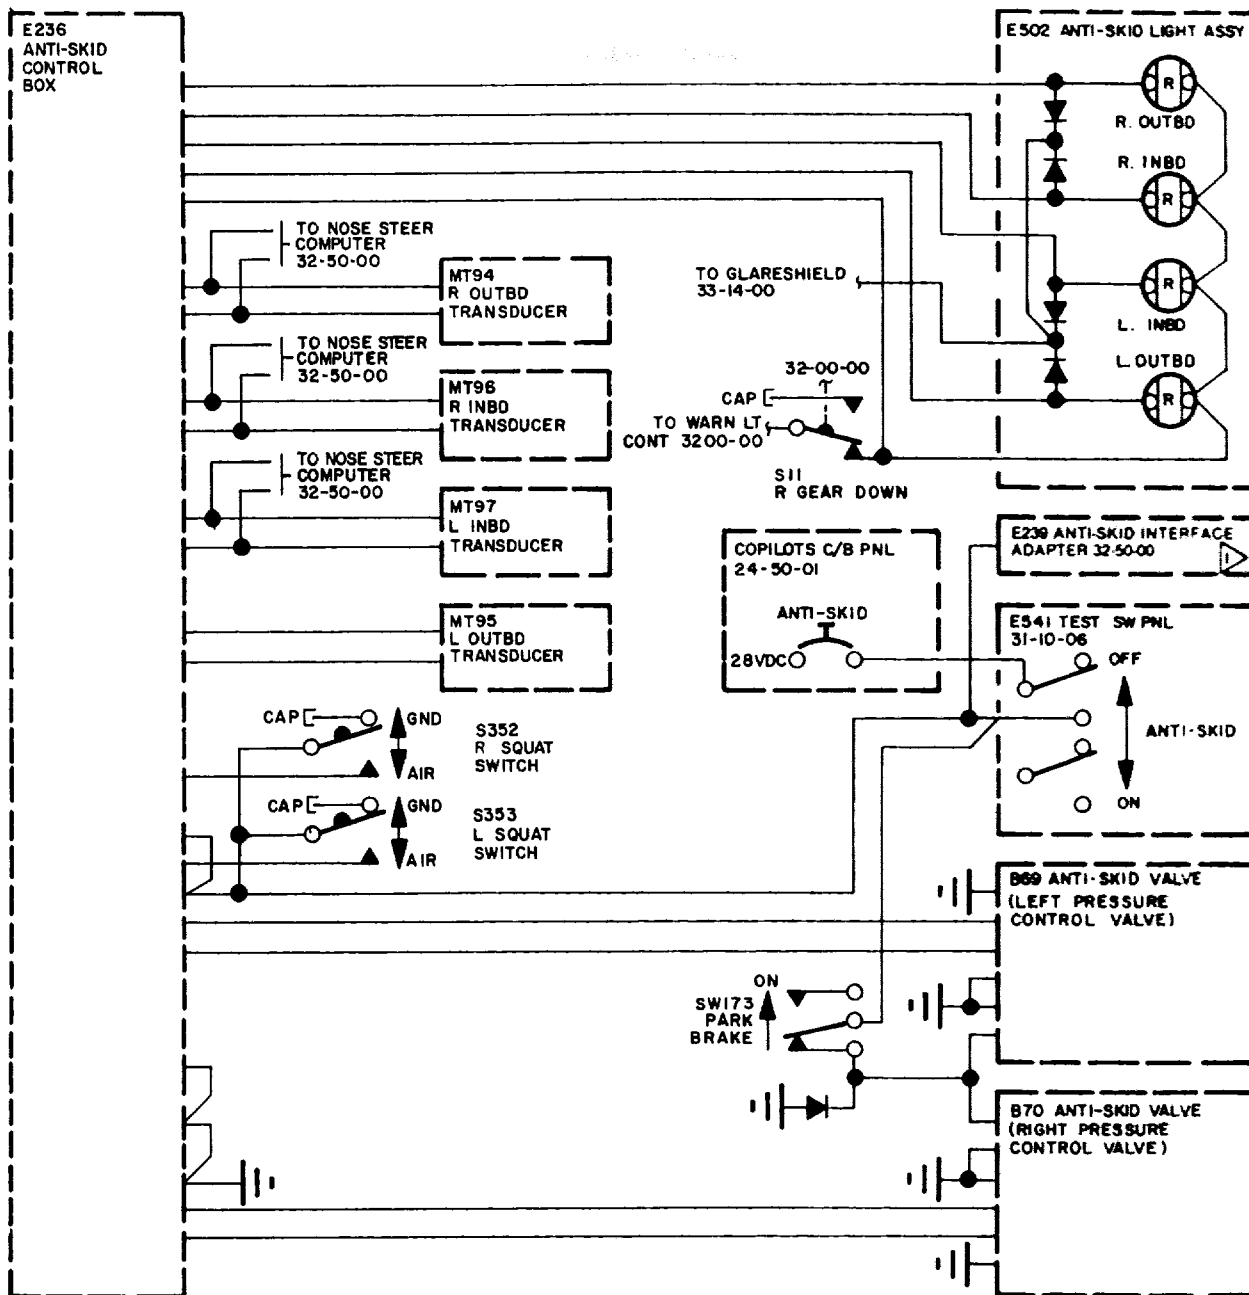 E236
ANTI-SKID
CONTROL
BOX
E502 ANTI-SKID LIGHT ASSY
R
R. OUTBD
R. INBD
R
R
L. INBD
L. OUTBD
R
TO NOSE STEER
COMPUTER
32-50-00
MT94
R OUTBD
TRANSDUCER
TO GLARESHIELD
33-14-00
TO NOSE STEER
COMPUTER
32-50-00
MT96
R INBD
TRANSDUCER
32-00-00
CAP
TO WARN LT
CONT 3200-00
S11
R GEAR DOWN
TO NOSE STEER
COMPUTER
32-50-00
MT97
L INBD
TRANSDUCER
COPILOTS C/B PNL
24-50-01
ANTI-SKID
28VDC
E239 ANTI-SKID INTERFACE
ADAPTER 32-50-00
1
MT95
L OUTBD
TRANSDUCER
E541 TEST SW PNL
31-10-06
OFF
ANTI-SKID
ON
CAP
GND
AIR
S352
R SQUAT
SWITCH
CAP
GND
AIR
S353
L SQUAT
SWITCH
B69 ANTI-SKID VALVE
(LEFT PRESSURE
CONTROL VALVE)
ON
SW173
PARK
BRAKE
B70 ANTI-SKID VALVE
(RIGHT PRESSURE
CONTROL VALVE)